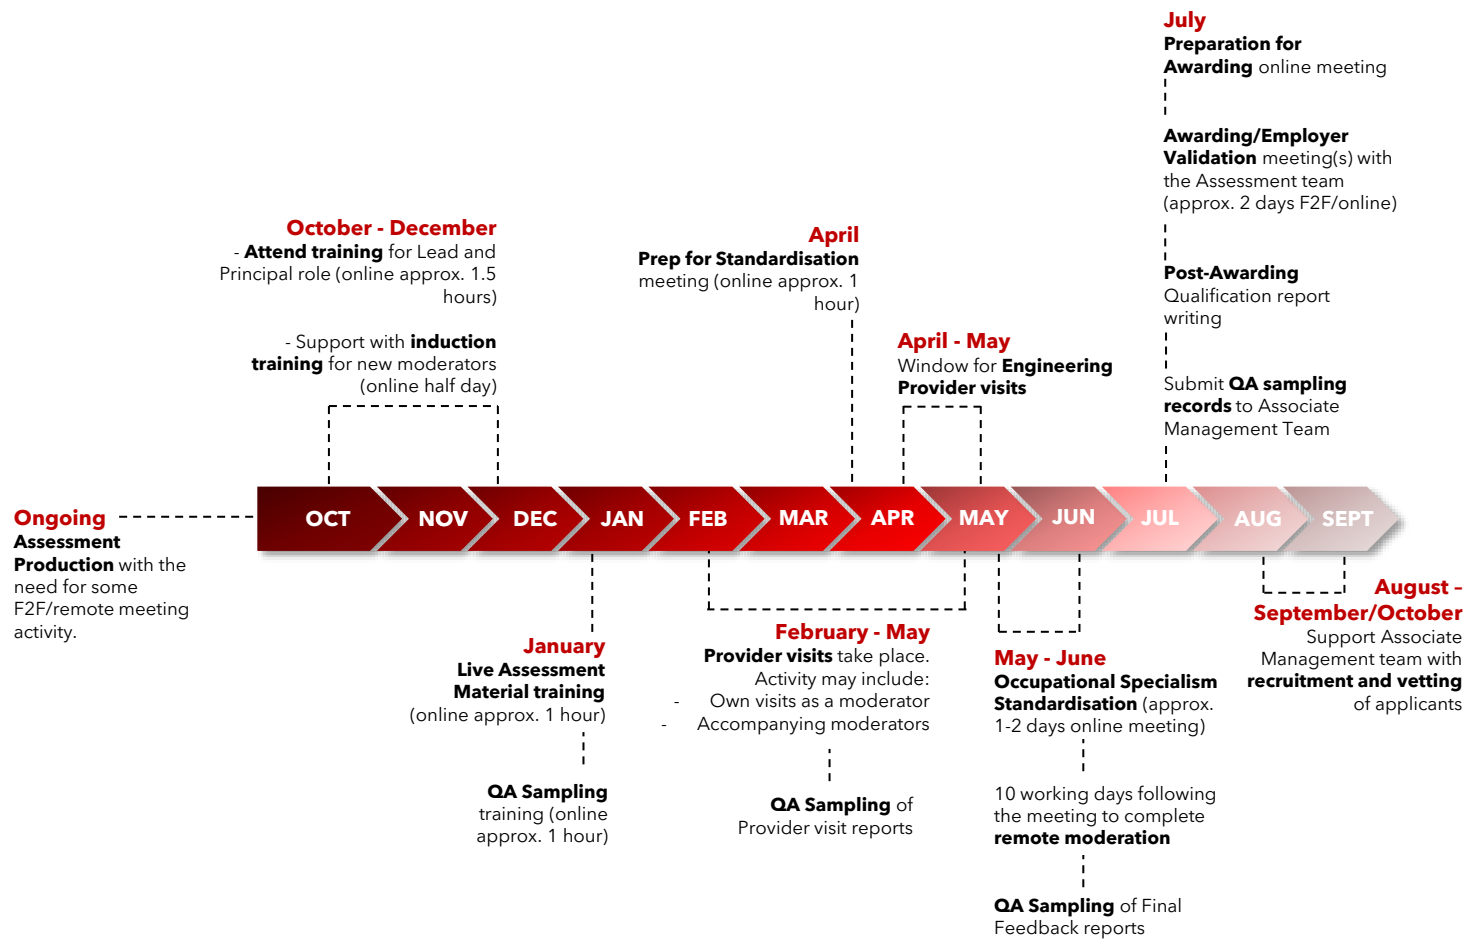 July
Preparation for
Awarding online meeting
Awarding/Employer
Validation meeting(s) with
the Assessment team
(approx. 2 days F2F/online)
Post-Awarding
Qualification report
writing
Submit QA sampling
records to Associate
Management Team
October - December
- Attend training for Lead and
Principal role (online approx. 1.5
hours)
- Support with induction
training for new moderators
(online half day)
April
Prep for Standardisation
meeting (online approx. 1
hour)
April - May
Window for Engineering
Provider visits
Ongoing
Assessment
Production with the
need for some
F2F/remote meeting
activity.
OCT NOV DEC JAN FEB MAR APR MAY JUN JUL AUG SEPT
January
Live Assessment
Material training
(online approx. 1 hour)
QA Sampling
training (online
approx. 1 hour)
February - May
Provider visits take place.
Activity may include:
- Own visits as a moderator
- Accompanying moderators
QA Sampling of
Provider visit reports
May - June
Occupational Specialism
Standardisation (approx.
1-2 days online meeting)
10 working days following
the meeting to complete
remote moderation
QA Sampling of Final
Feedback reports
August –
September/October
Support Associate
Management team with
recruitment and vetting
of applicants